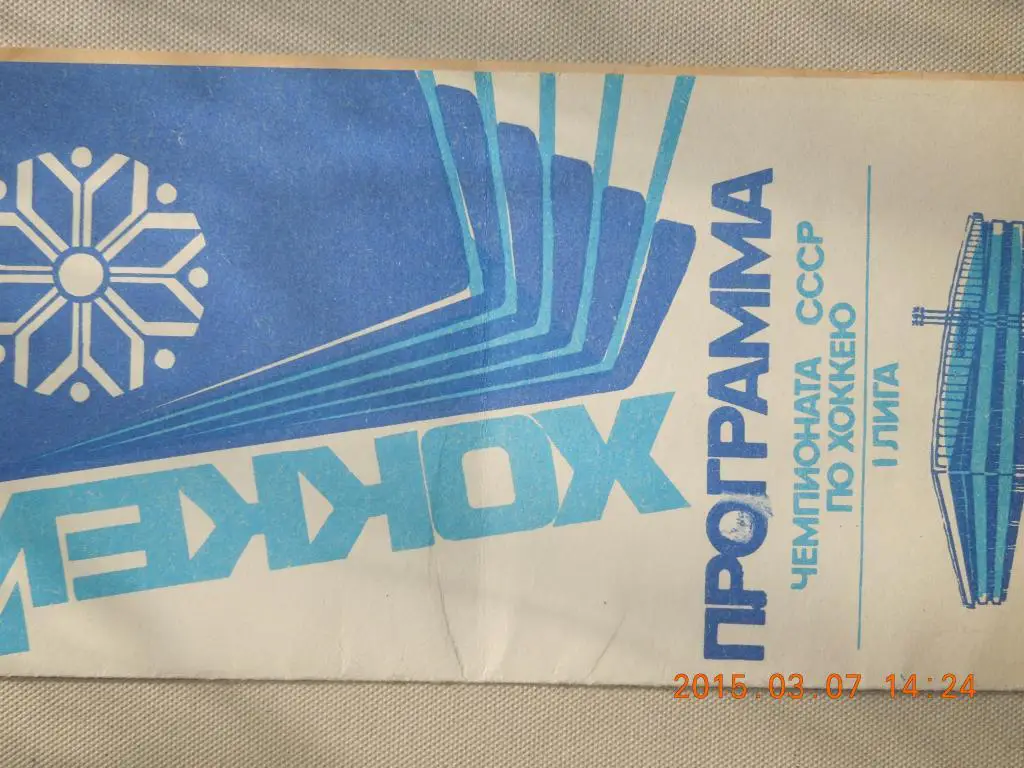 ХОККЕЙ
ПРОГРАММА
ЧЕМПИОНАТА СССР
ПО ХОККЕЮ
I ЛИГА
2015.03.07 14:24